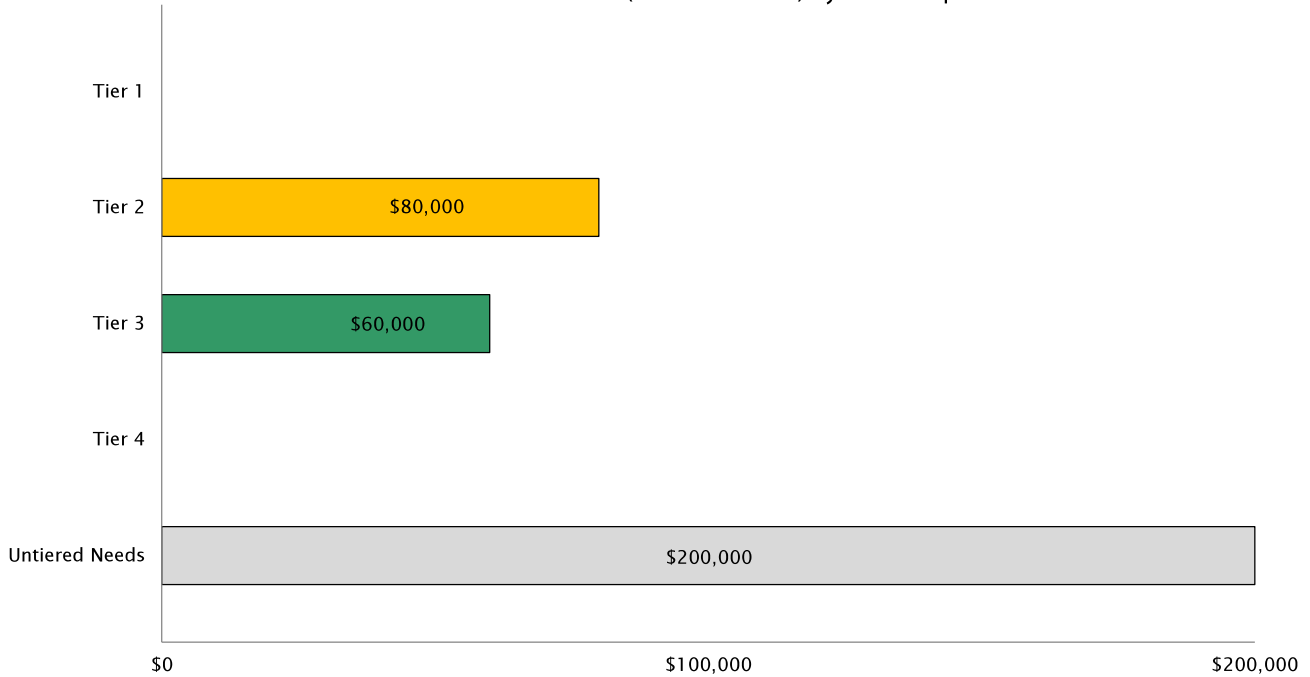 Tier 1
Tier 2
$80,000
Tier 3
$60,000
Tier 4
Untiered Needs
$200,000
$0
$100,000
$200,000